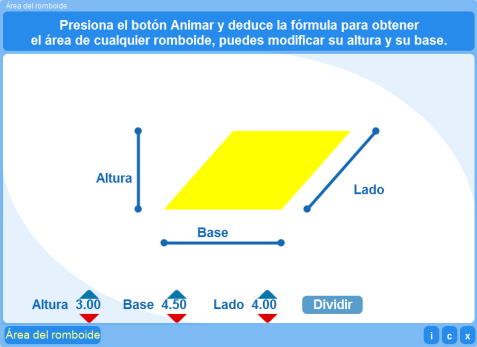 Área del romboide.
Presiona el botón Animar y deduce la fórmula para obtener
el área de cualquier romboide, puedes modificar su altura y su base.
Altura
Lado
Base
Altura 3.00 Base 4.50 Lado 4.00 Dividir
Área del romboide i c x